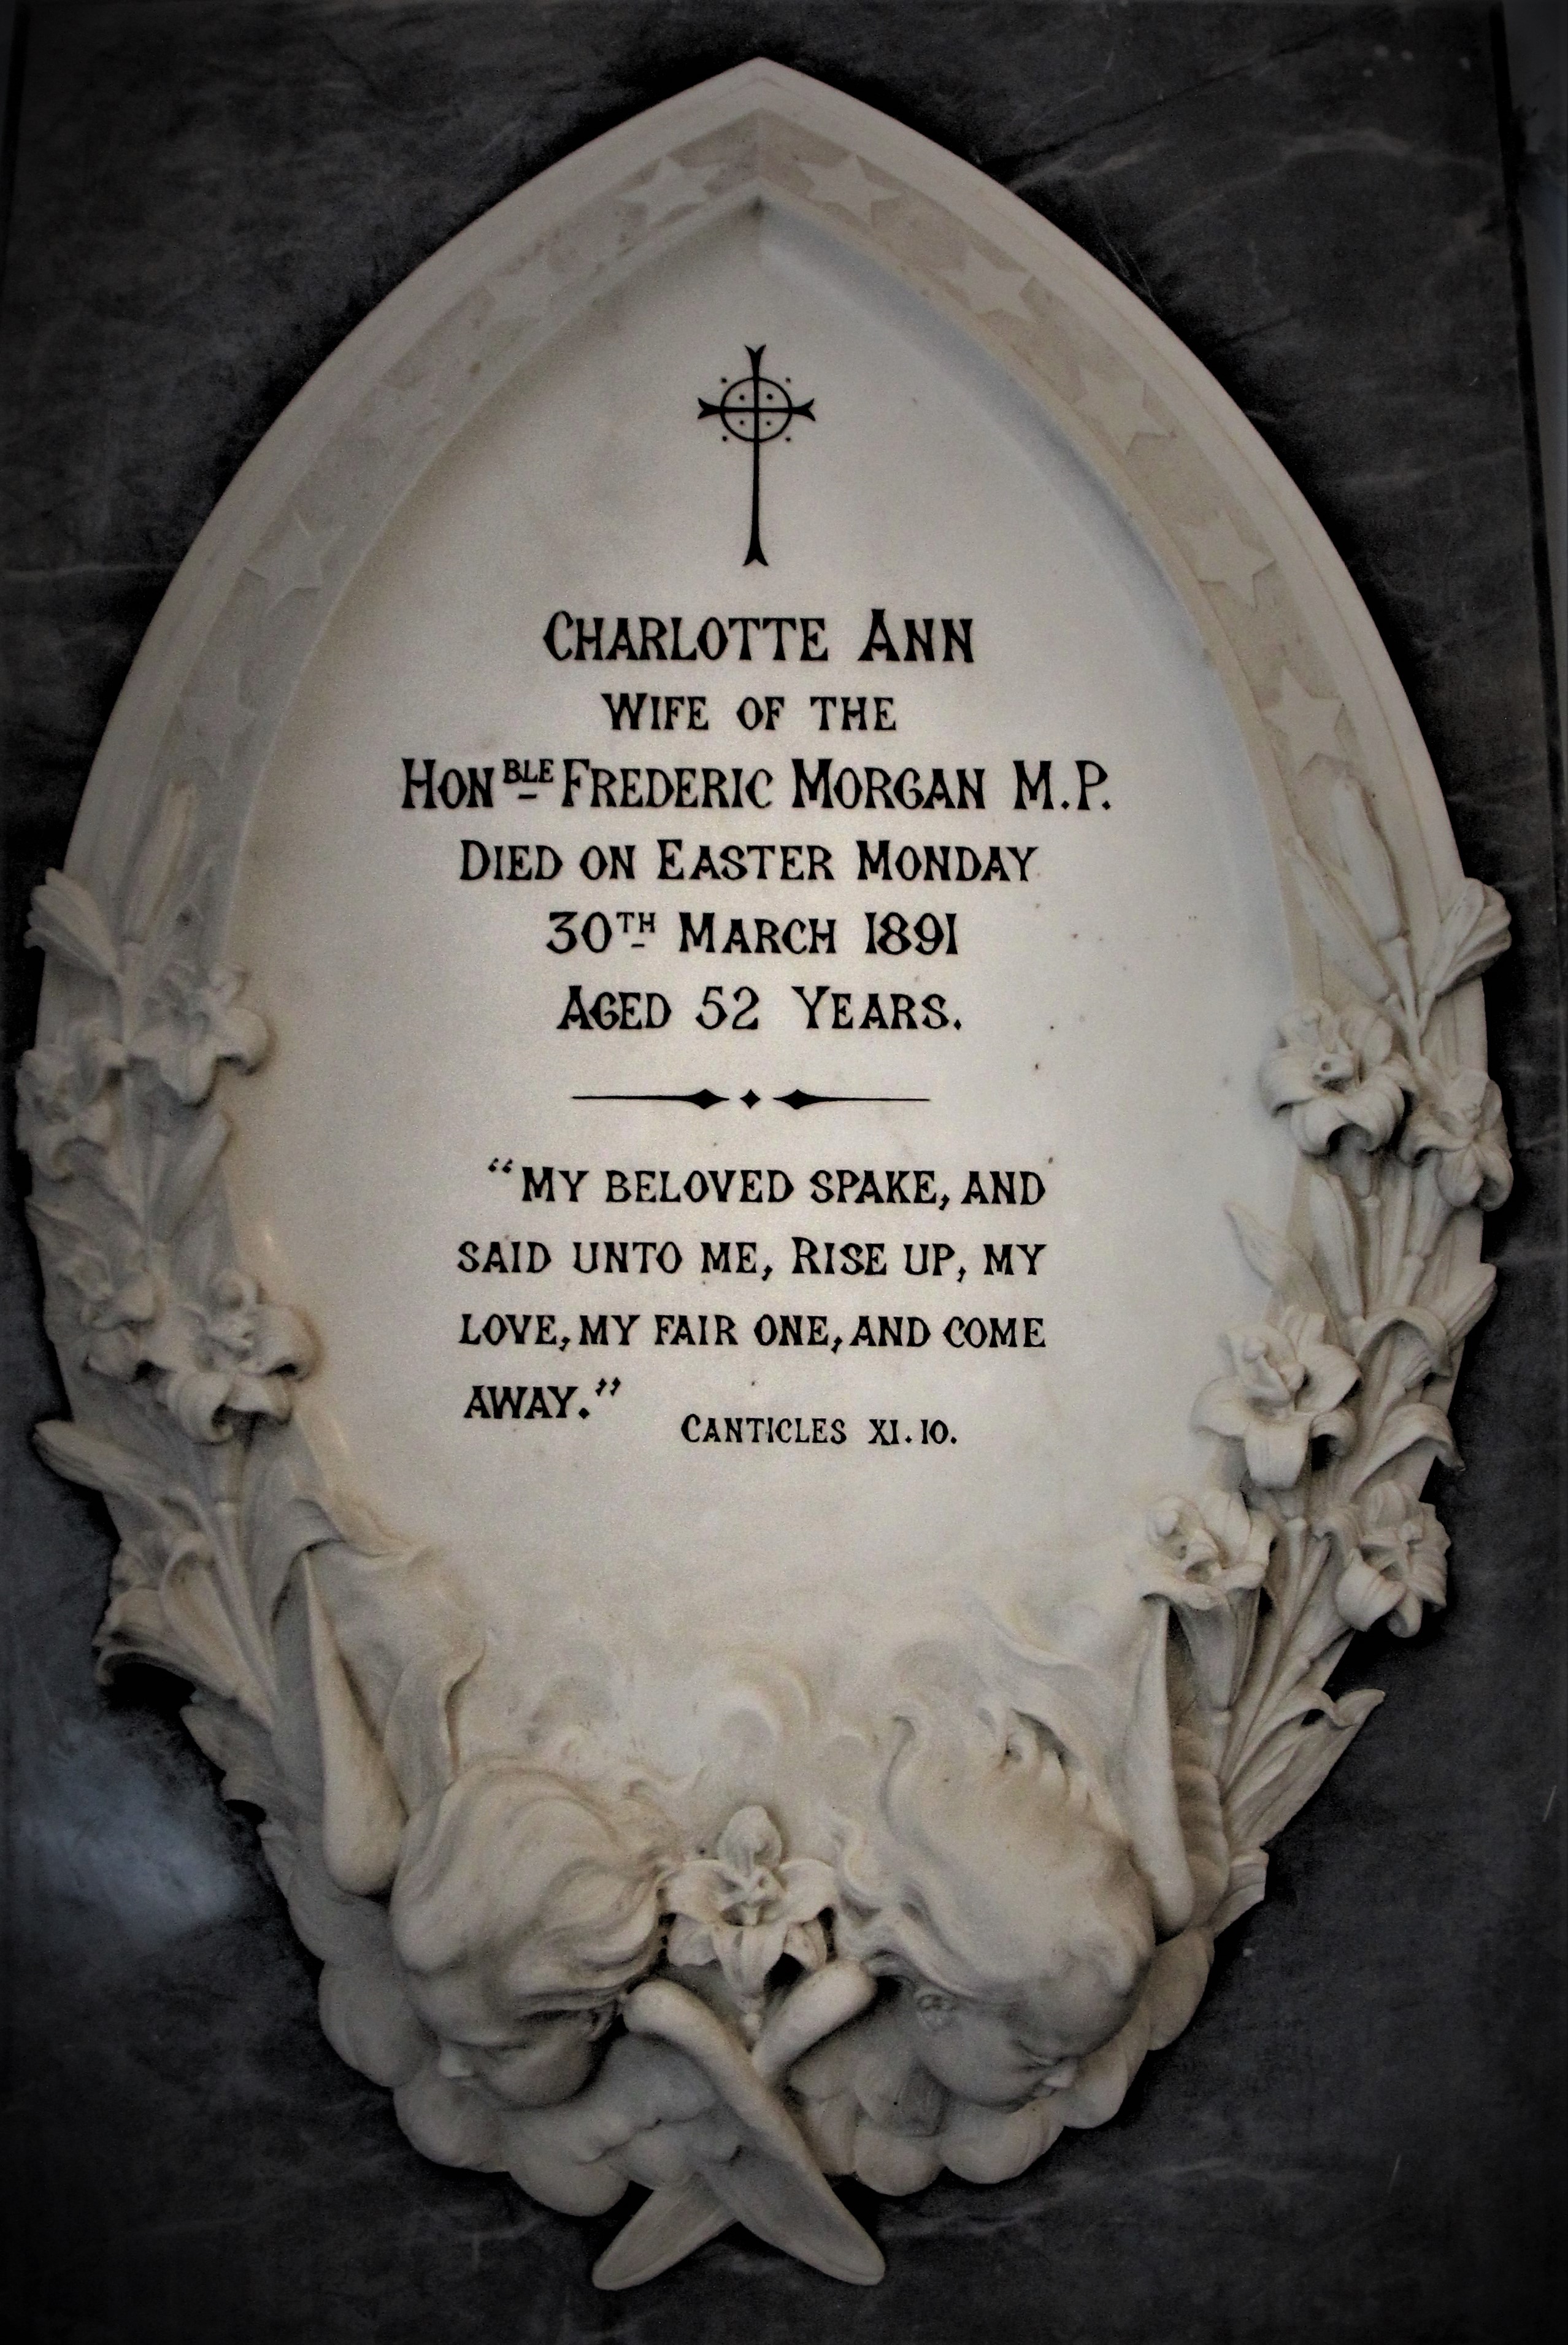 Charlotte Ann
Wife of the
Honble Frederic Morgan M.P.
Died on Easter Monday
30th March 1891
Aged 52 Years.
“My beloved spake, and
said unto me, Rise up, my
love, my fair one, and come
away.”
Canticles XI.10.